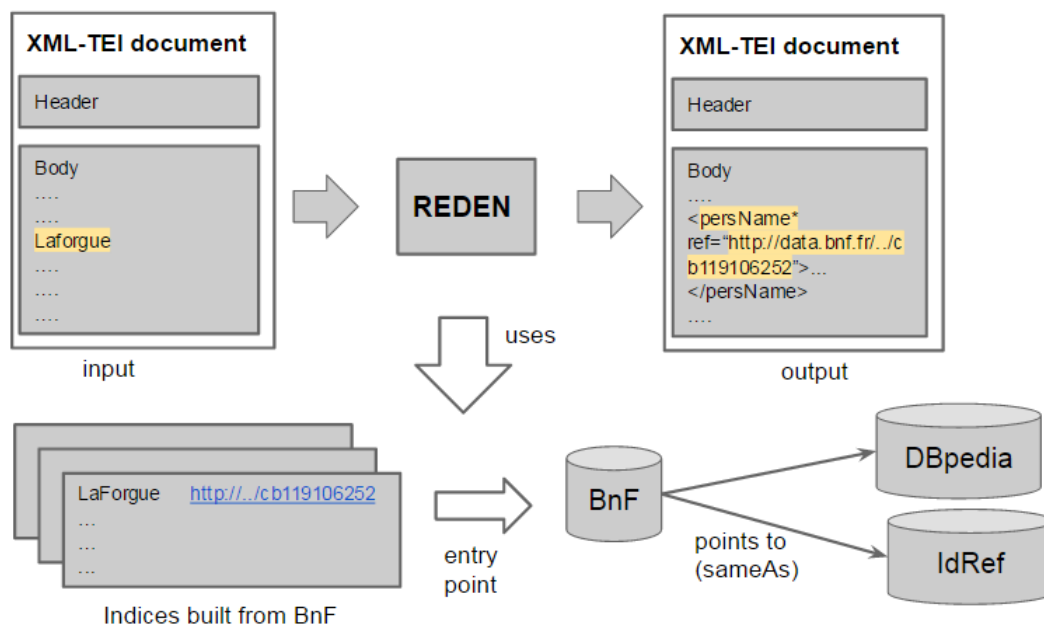 XML-TEI document
Header
Body
....
....
Laforgue
....
....
....
input
REDEN
XML-TEI document
Header
Body
....
<persName*
ref=“http://data.bnf.fr/../c
b119106252”>...
</persName>
....
output
uses
LaForgue http://../cb119106252
...
...
...
Indices built from BnF
entry
point
BnF
points to
(sameAs)
DBpedia
IdRef